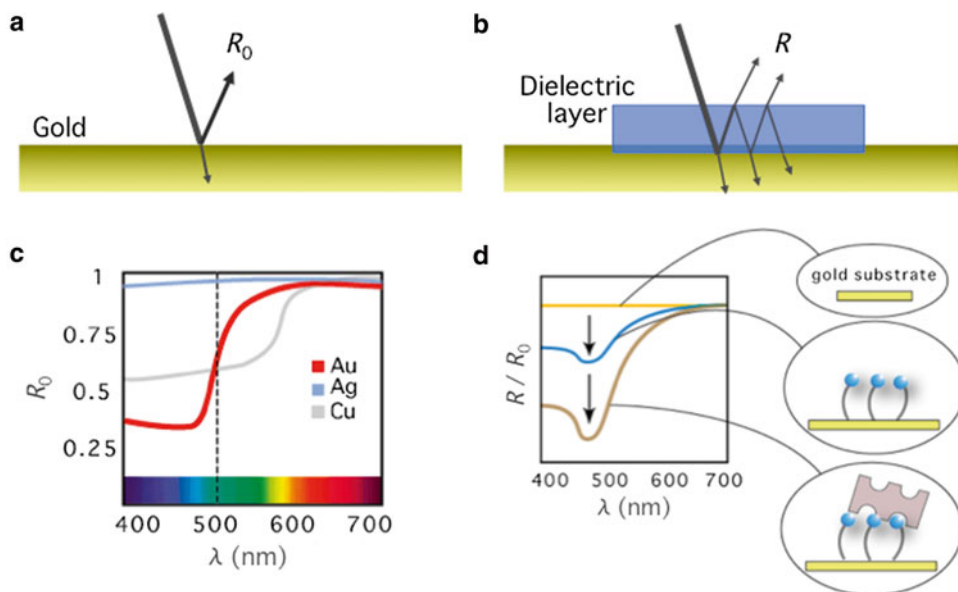 a
R₀
Gold
b
R
Dielectric
layer
c
1
0.75
0.5
0.25
R₀
Au
Ag
Cu
400 500 600 700
λ (nm)
d
R / R₀
400 500 600 700
λ (nm)
gold substrate